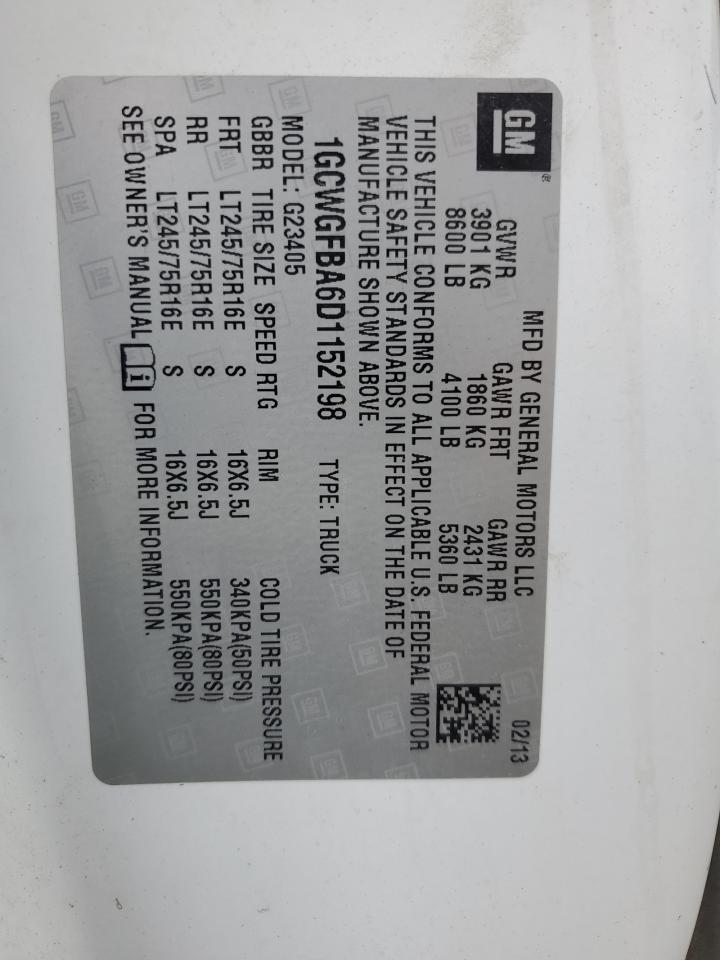 GM
MFD BY GENERAL MOTORS LLC 02/13
GVWR GAWR FRT GAWR RR
3901 KG 1860 KG 2431 KG
8600 LB 4100 LB 5360 LB
THIS VEHICLE CONFORMS TO ALL APPLICABLE U.S. FEDERAL MOTOR
VEHICLE SAFETY STANDARDS IN EFFECT ON THE DATE OF
MANUFACTURE SHOWN ABOVE.
1GCWGFBA6D1152198 TYPE: TRUCK
MODEL: G23405
GBBR TIRE SIZE SPEED RTG RIM COLD TIRE PRESSURE
FRT LT245/75R16E S 16X6.5J 340KPA(50PSI)
RR LT245/75R16E S 16X6.5J 550KPA(80PSI)
SPA LT245/75R16E S 16X6.5J 550KPA(80PSI)
SEE OWNER'S MANUAL i FOR MORE INFORMATION.